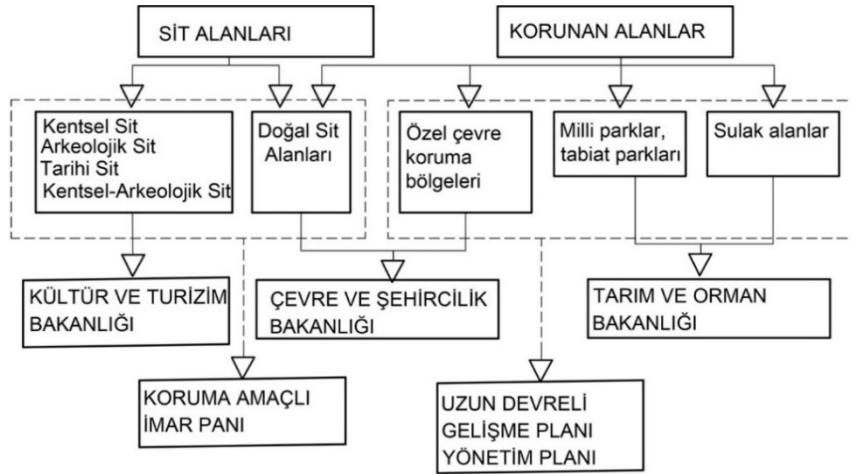 SİT ALANLARI
KORUNAN ALANLAR
Kentsel Sit
Arkeolojik Sit
Tarihi Sit
Kentsel-Arkeolojik Sit
Doğal Sit
Alanları
Özel çevre
koruma
bölgeleri
Milli parklar,
tabiat parkları
Sulak alanlar
KÜLTÜR VE TURİZİM
BAKANLIĞI
ÇEVRE VE ŞEHİRCİLİK
BAKANLIĞI
TARIM VE ORMAN
BAKANLIĞI
KORUMA AMAÇLI
İMAR PANI
UZUN DEVRELİ
GELİŞME PLANI
YÖNETİM PLANI